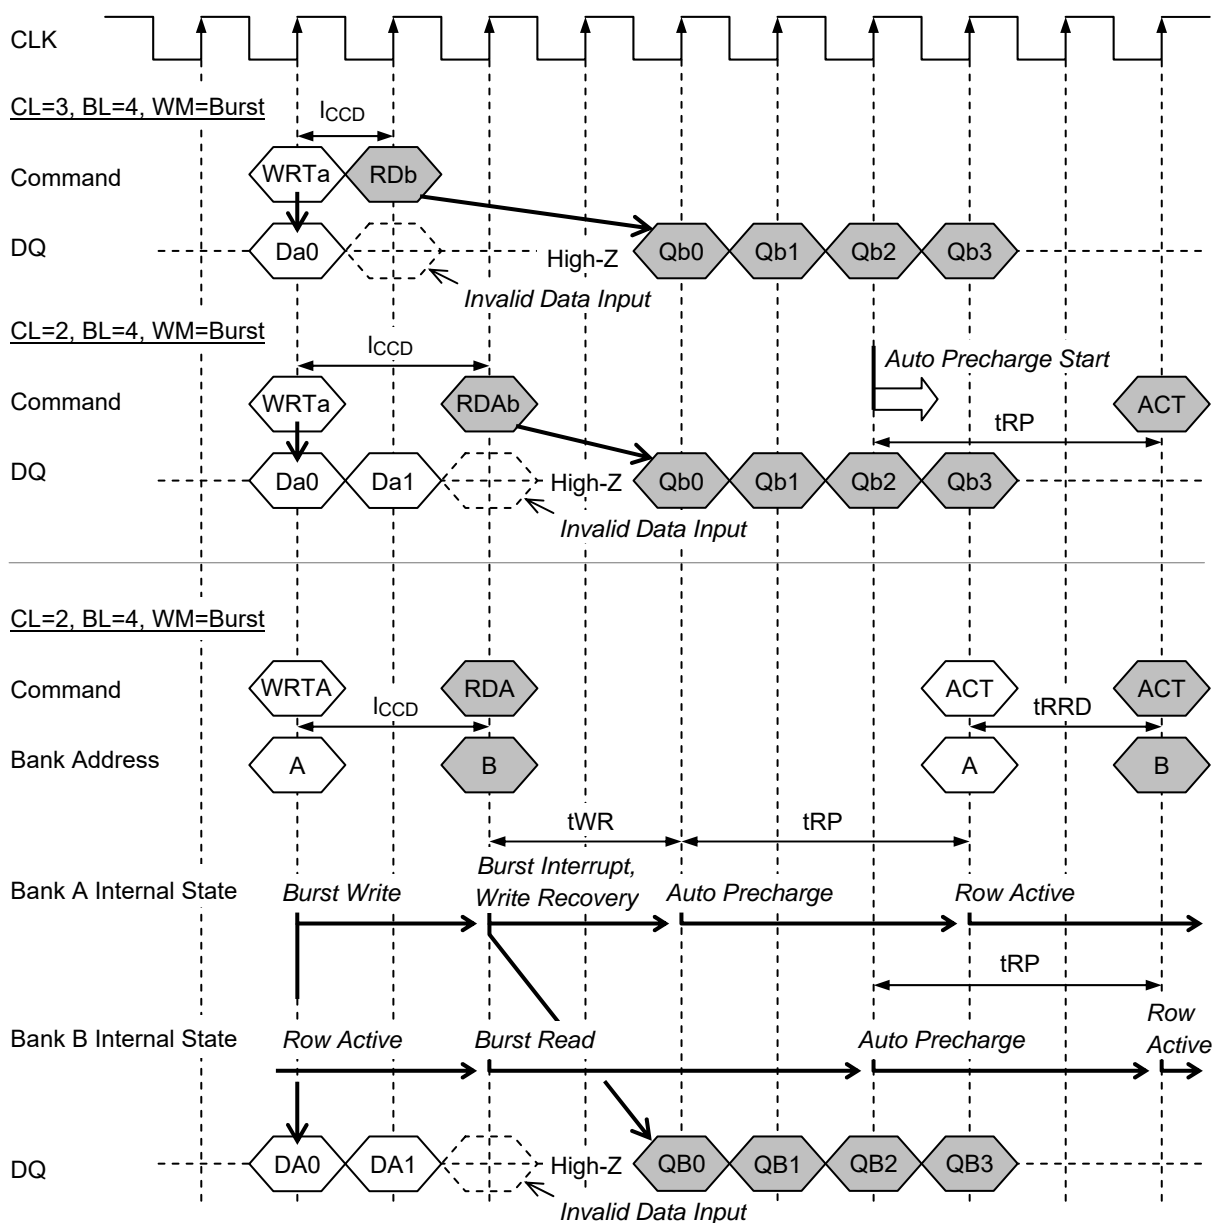 CLK
CL=3, BL=4, WM=Burst
lCCD
Command WRTa RDb
DQ Da0 High-Z Qb0 Qb1 Qb2 Qb3
Invalid Data Input
CL=2, BL=4, WM=Burst
lCCD
Auto Precharge Start
Command WRTa RDAb ACT
tRP
DQ Da0 Da1 High-Z Qb0 Qb1 Qb2 Qb3
Invalid Data Input
CL=2, BL=4, WM=Burst
Command WRTA RDA ACT ACT
lCCD tRRD
Bank Address A B A B
tWR tRP
Bank A Internal State Burst Write Burst Interrupt, Auto Precharge Row Active
Write Recovery
tRP
Bank B Internal State Row Active Burst Read Auto Precharge Row
Active
DQ DA0 DA1 High-Z QB0 QB1 QB2 QB3
Invalid Data Input